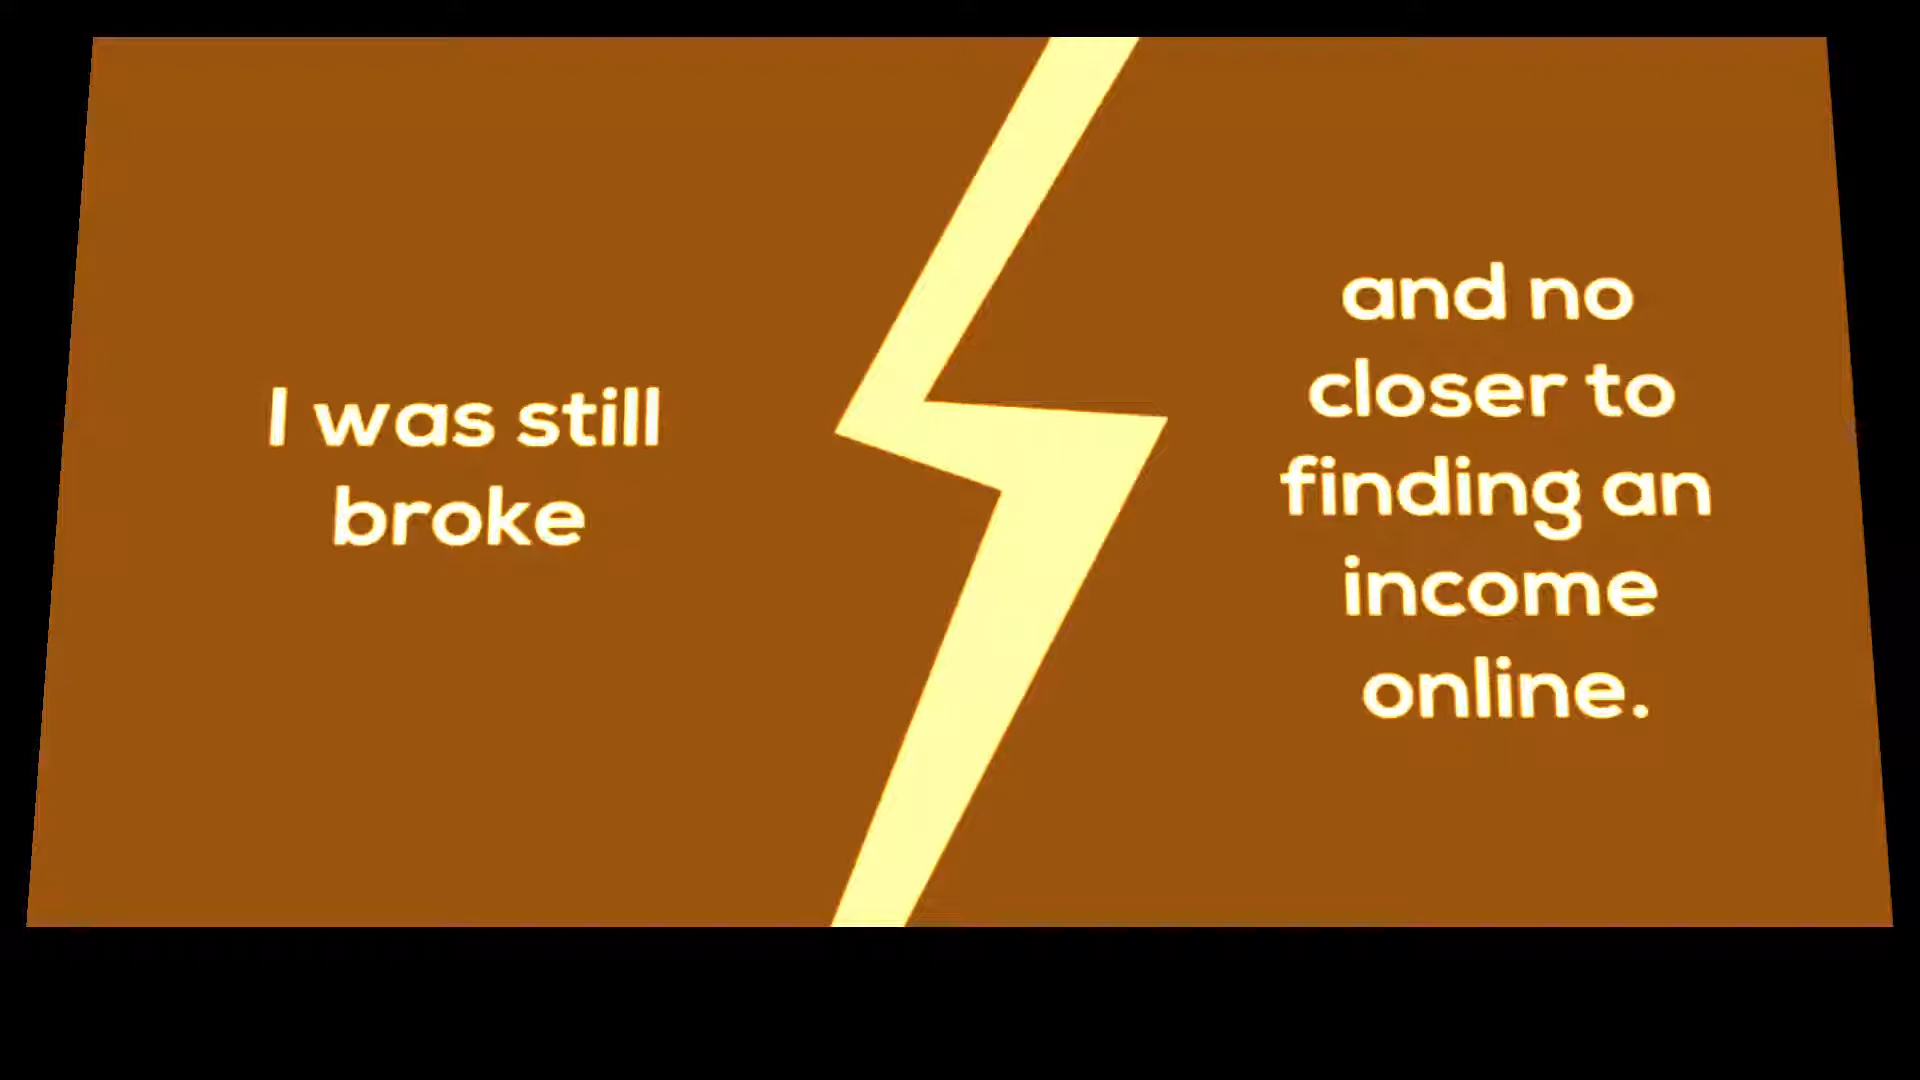 I was still
broke
and no
closer to
finding an
income
online.